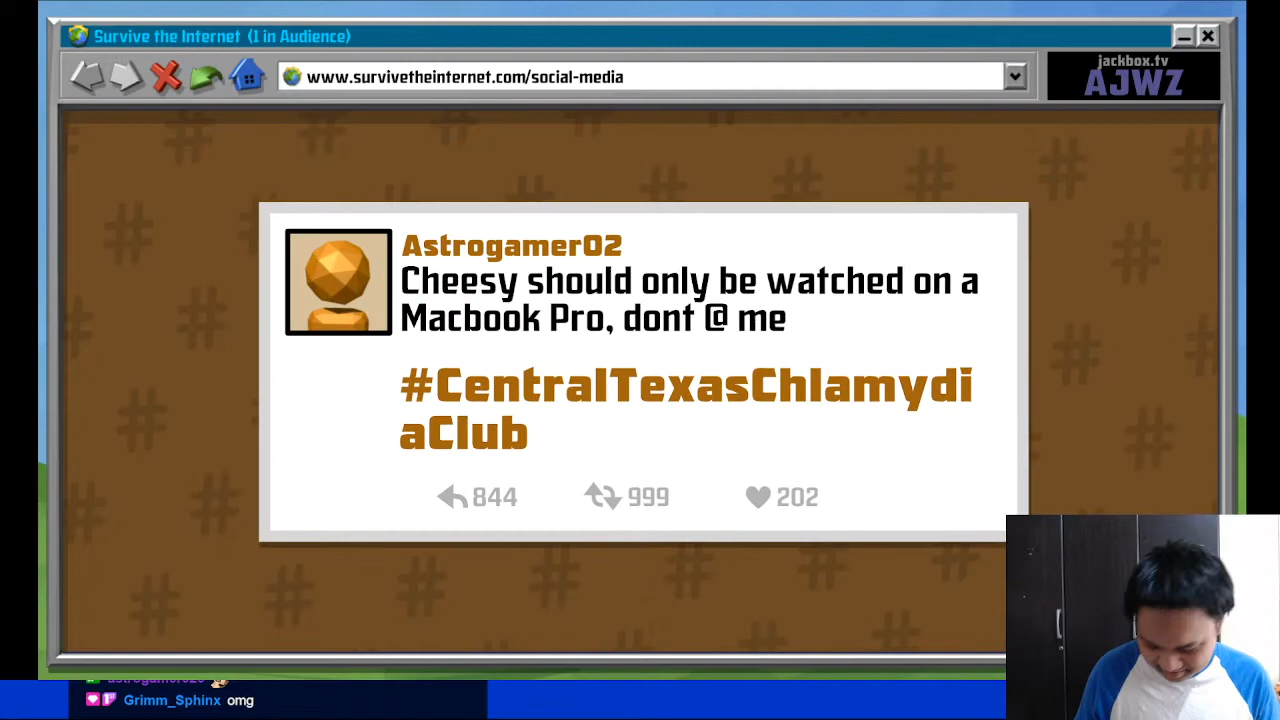 Survive the Internet (1 in Audience)
www.survivetheinternet.com/social-media
jackbox.tv
AJWZ
Astrogamer02
Cheesy should only be watched on a
Macbook Pro, dont @ me
#CentralTexasChlamydi
aClub
844 999 202
Grimm_Sphinx omg